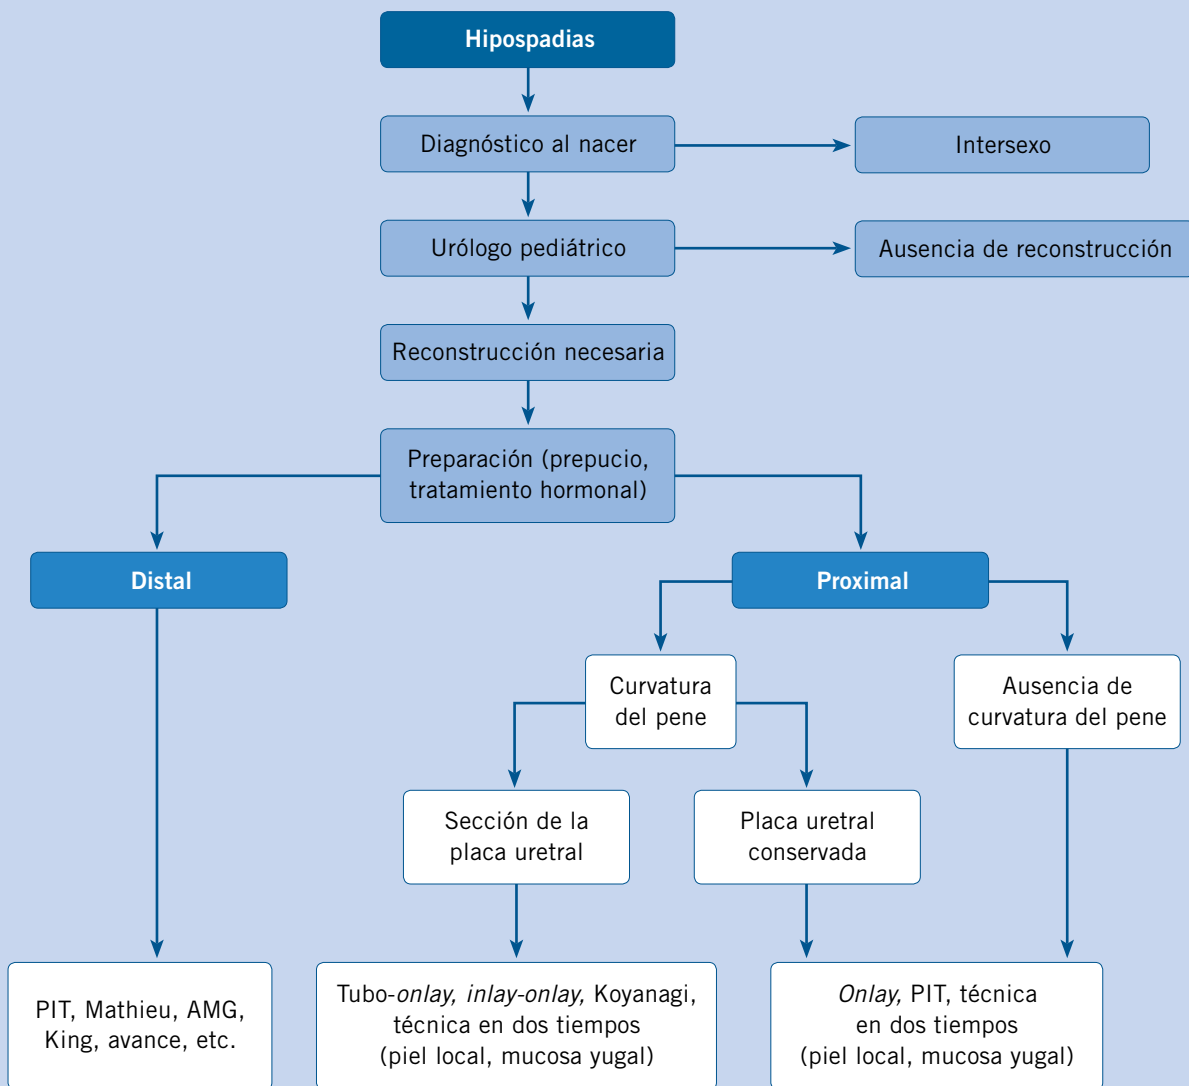 Hipospadias
Diagnóstico al nacer
Intersexo
Urólogo pediátrico
Ausencia de reconstrucción
Reconstrucción necesaria
Preparación (prepucio,
tratamiento hormonal)
Distal
Proximal
Curvatura
del pene
Ausencia de
curvatura del pene
Sección de la
placa uretral
Placa uretral
conservada
PIT, Mathieu, AMG,
King, avance, etc.
Tubo-onlay, inlay-onlay, Koyanagi,
técnica en dos tiempos
(piel local, mucosa yugal)
Onlay, PIT, técnica
en dos tiempos
(piel local, mucosa yugal)